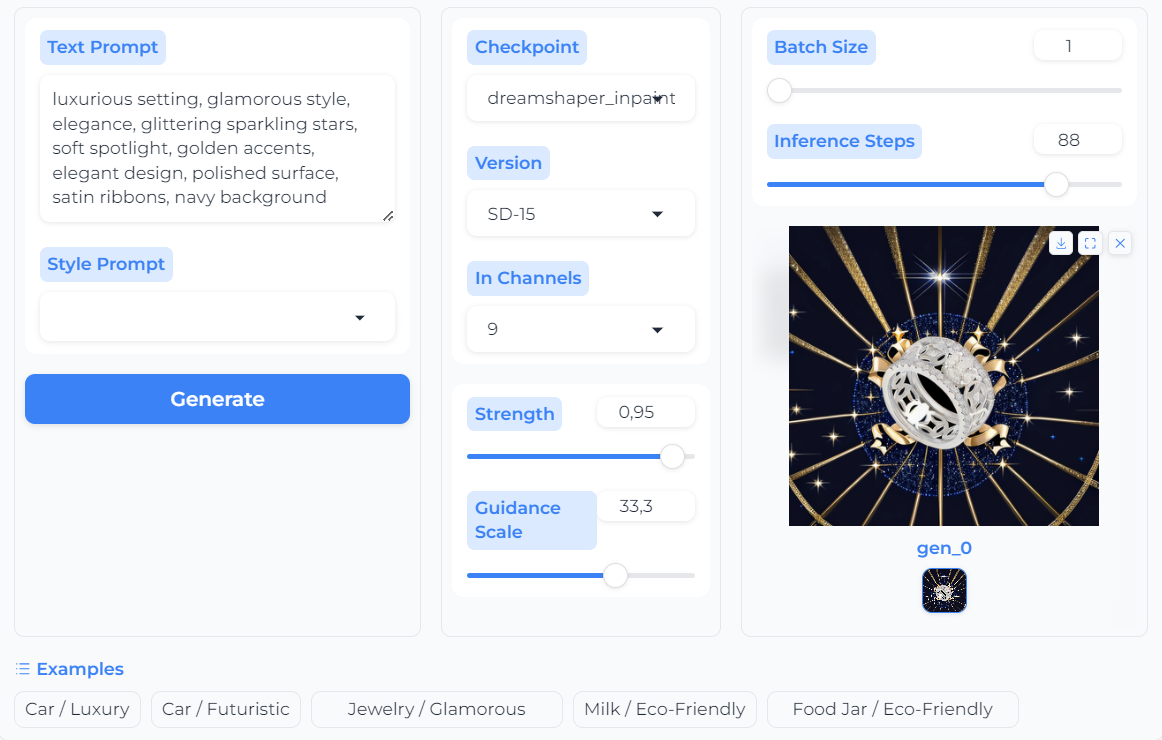 Text Prompt
luxurious setting, glamorous style,
elegance, glittering sparkling stars,
soft spotlight, golden accents,
elegant design, polished surface,
satin ribbons, navy background
Style Prompt
Generate
Checkpoint
dreamshaper_inpaint
Version
SD-15
In Channels
9
Strength
0,95
Guidance
Scale
33,3
Batch Size
1
Inference Steps
88
gen_0
Examples
Car / Luxury
Car / Futuristic
Jewelry / Glamorous
Milk / Eco-Friendly
Food Jar / Eco-Friendly